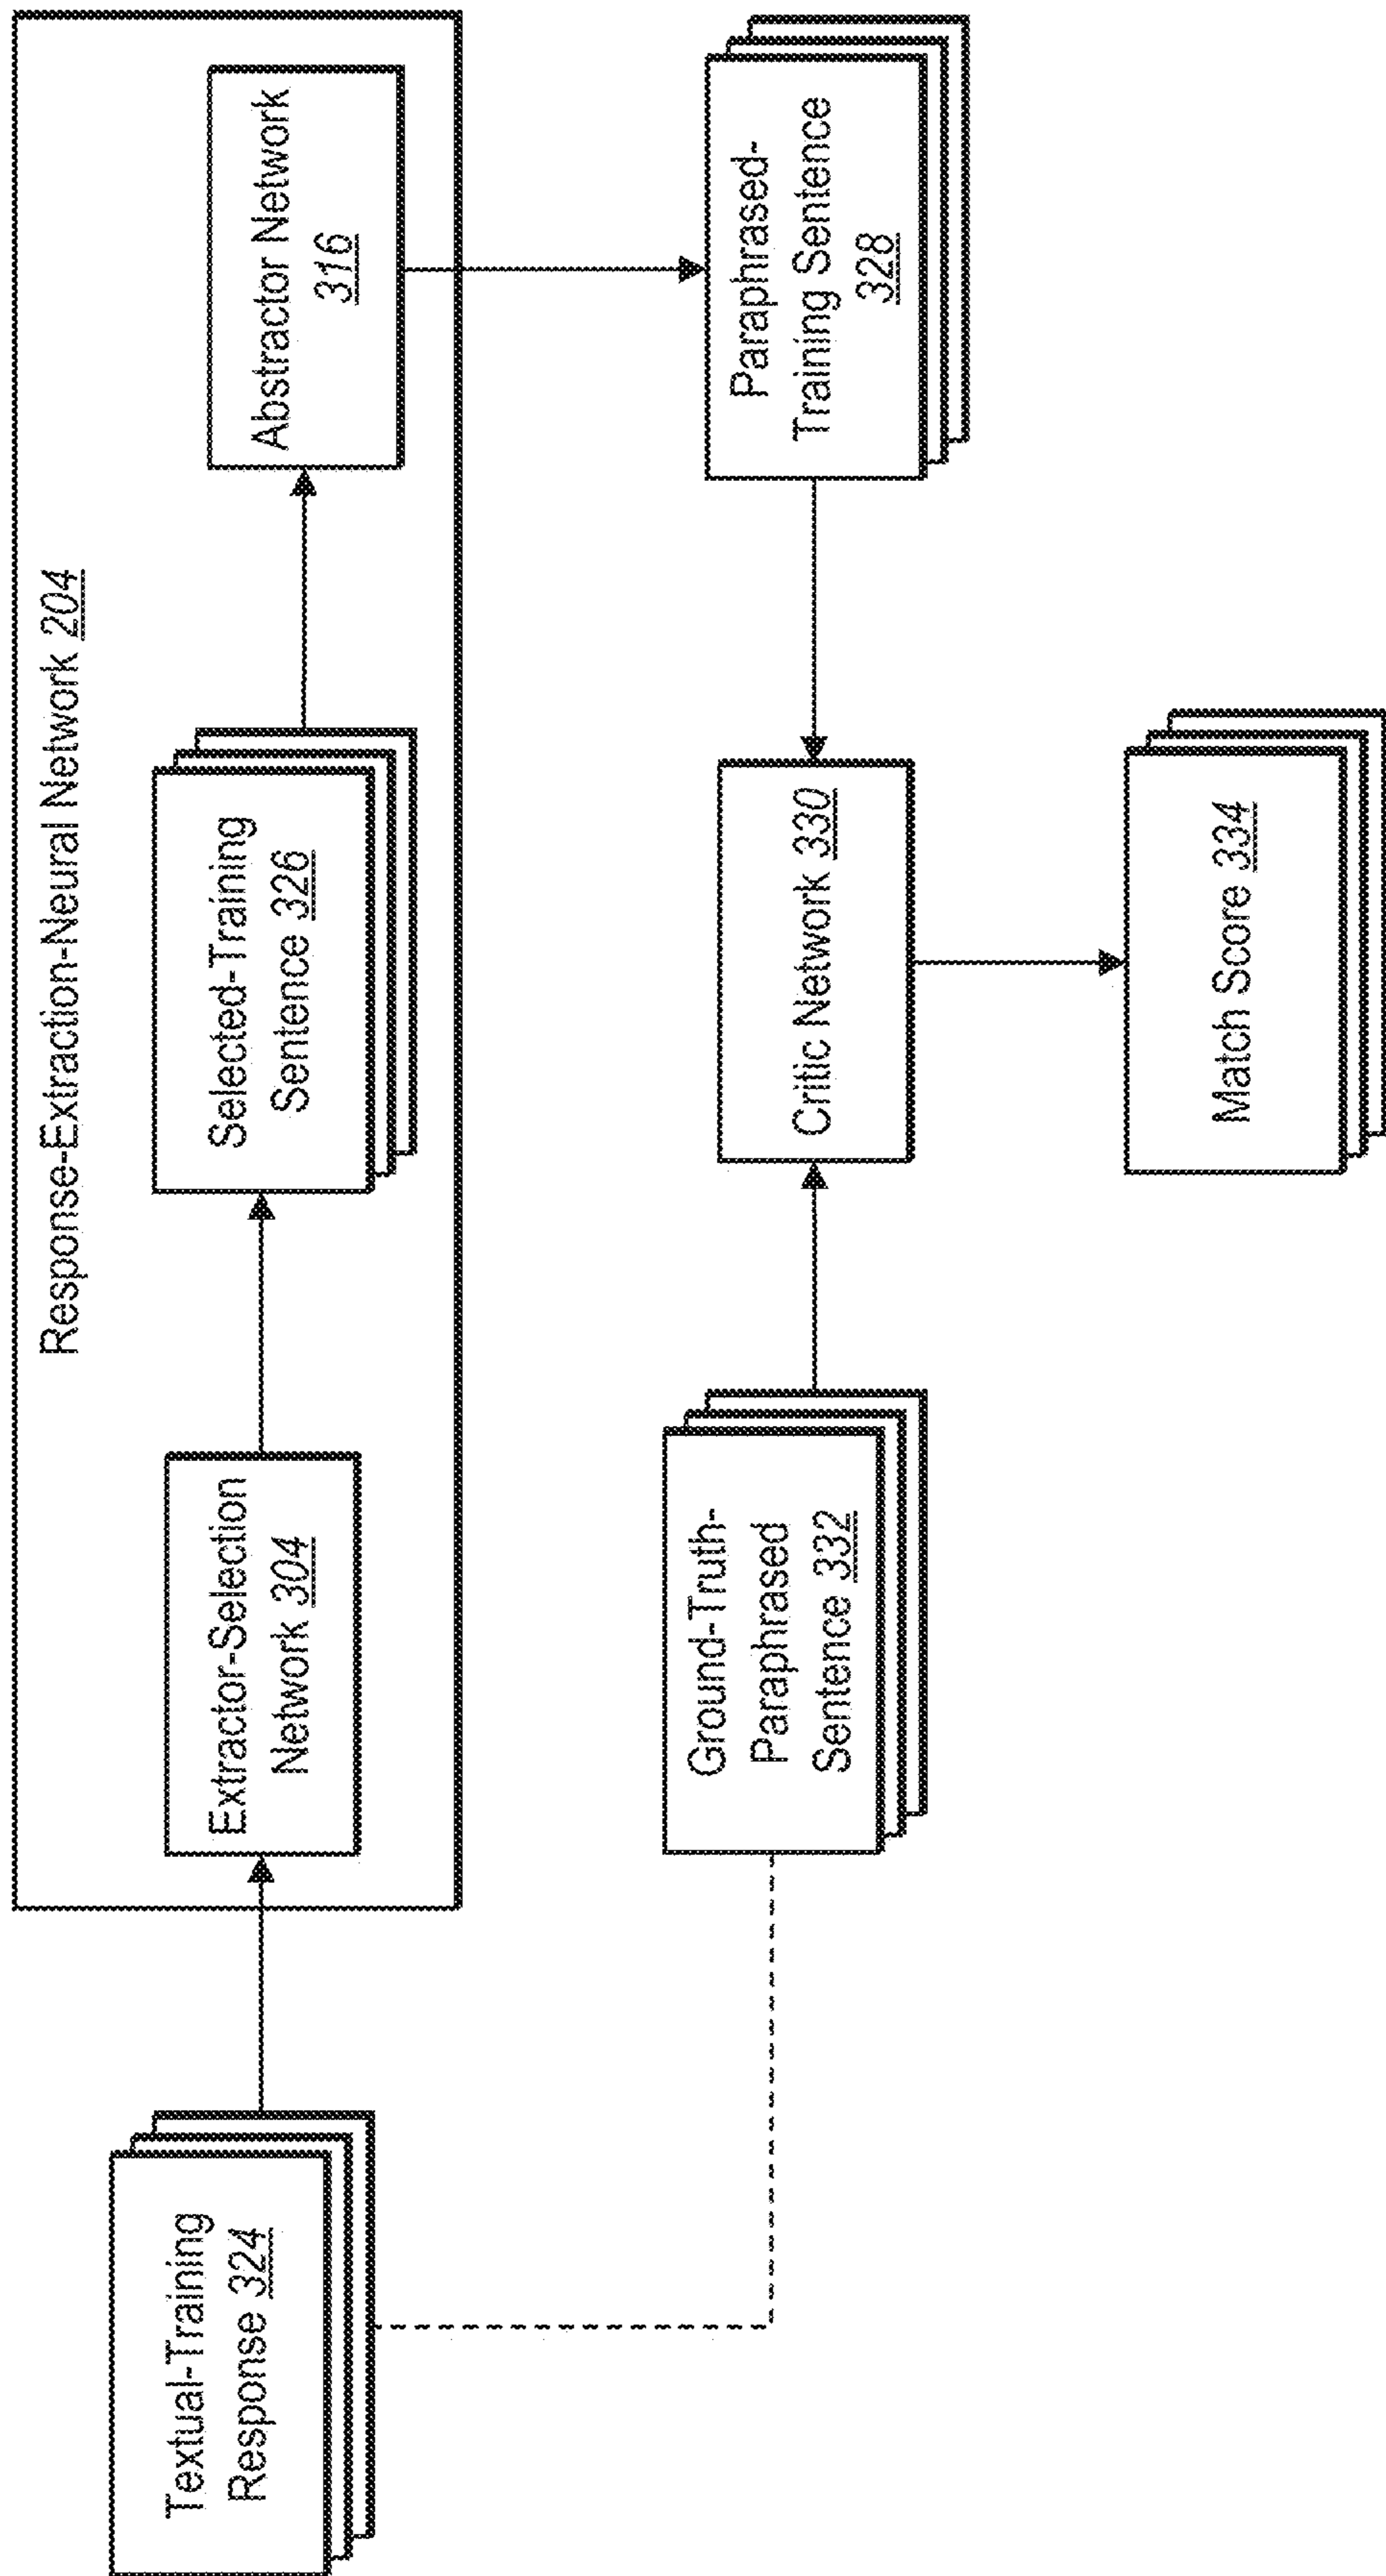 Response-Extraction-Neural Network 204
Textual-Training
Response 324
Extractor-Selection
Network 304
Selected-Training
Sentence 326
Abstractor Network
316
Ground-Truth-
Paraphrased
Sentence 332
Critic Network 330
Paraphrased-
Training Sentence
328
Match Score 334